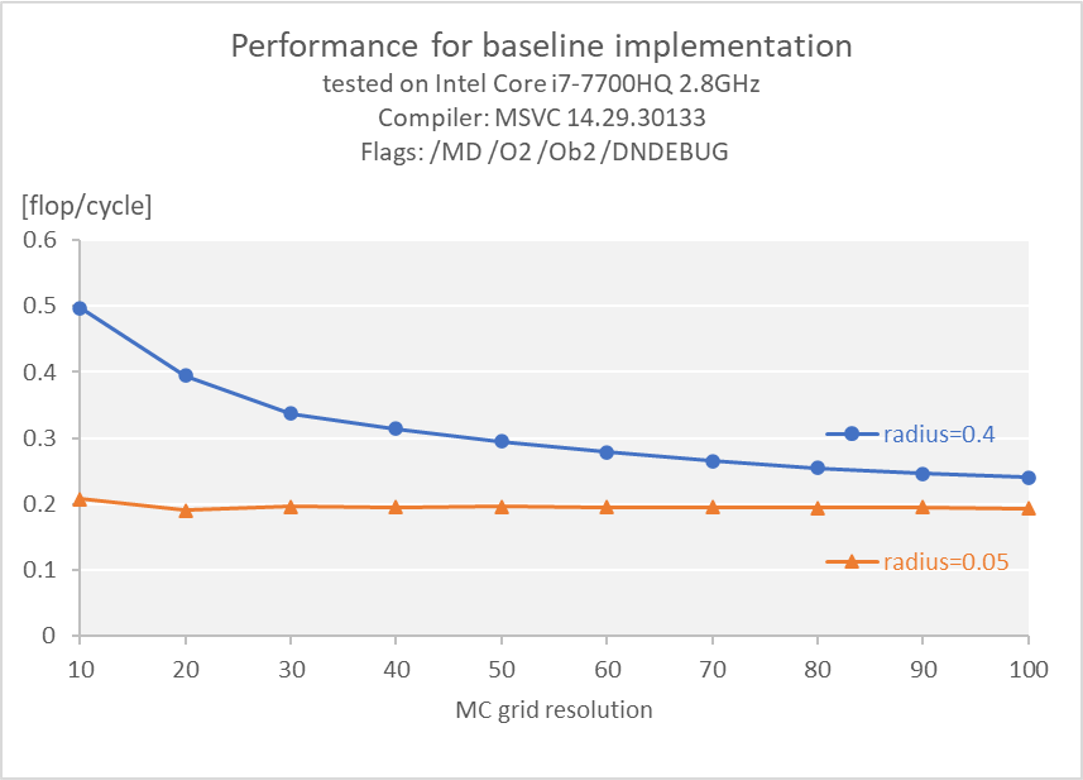 Performance for baseline implementation
tested on Intel Core i7-7700HQ 2.8GHz
Compiler: MSVC 14.29.30133
Flags: /MD /O2 /Ob2 /DNDEBUG
[flop/cycle]
0.6
0.5
0.4
0.3
0.2
0.1
0
radius=0.4
radius=0.05
10 20 30 40 50 60 70 80 90 100
MC grid resolution